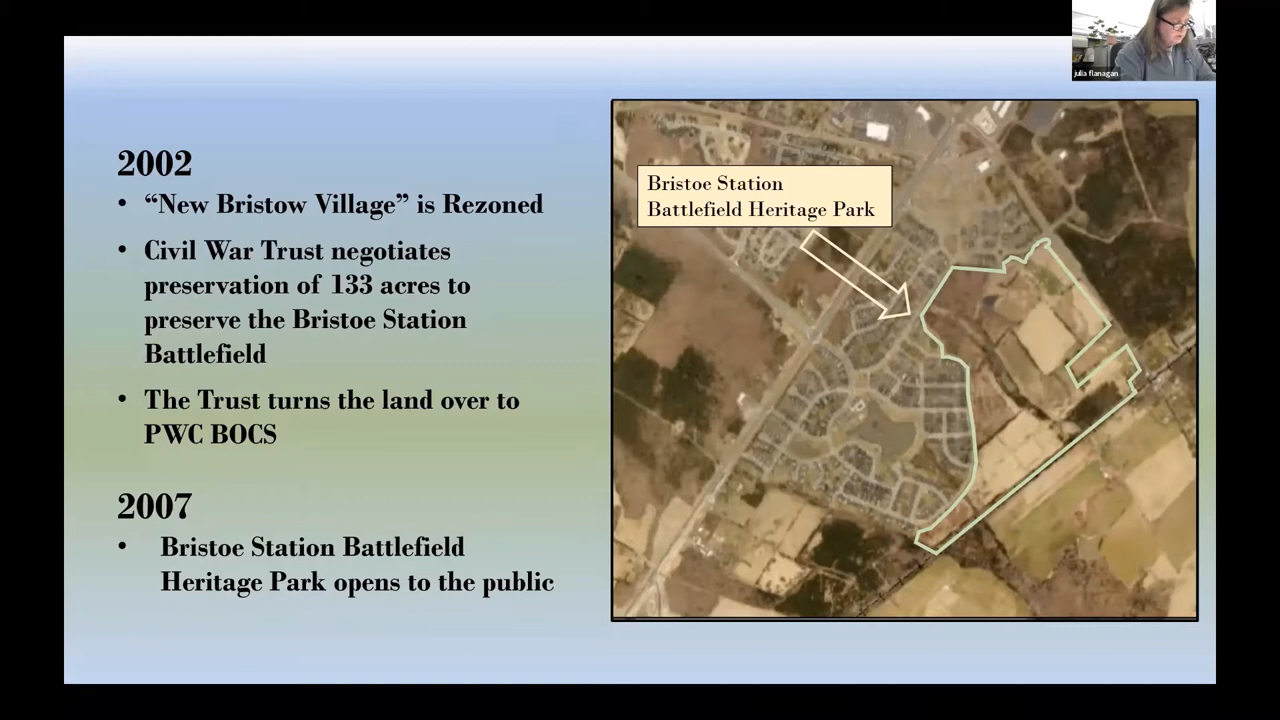 julia flanagan
2002
• “New Bristow Village” is Rezoned
• Civil War Trust negotiates
preservation of 133 acres to
preserve the Bristoe Station
Battlefield
• The Trust turns the land over to
PWC BOCS
2007
• Bristoe Station Battlefield
Heritage Park opens to the public
Bristoe Station
Battlefield Heritage Park